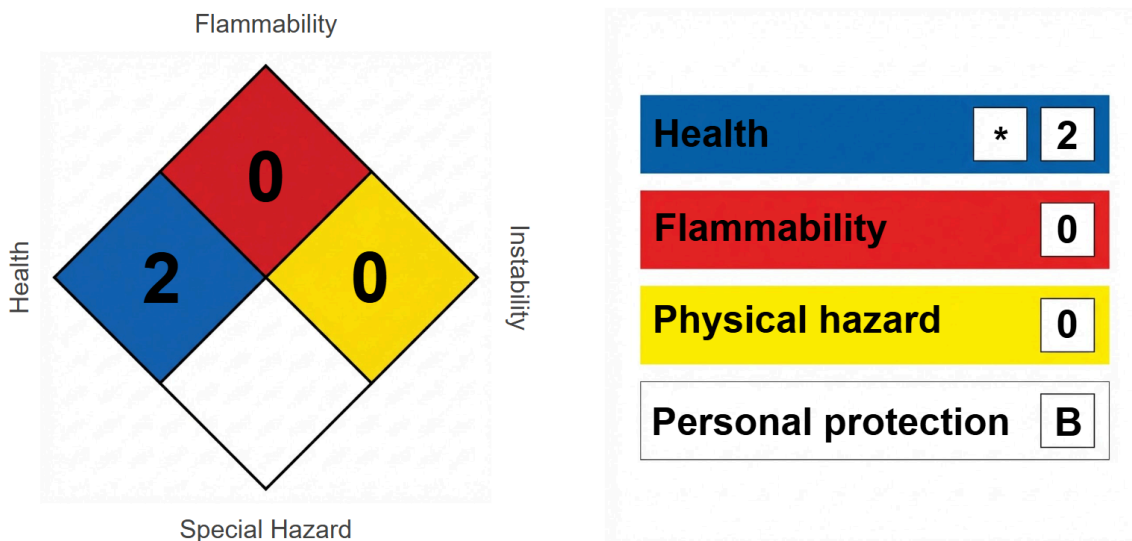 Flammability
0
Health
2
0
Instability
Special Hazard
Health * 2
Flammability 0
Physical hazard 0
Personal protection B